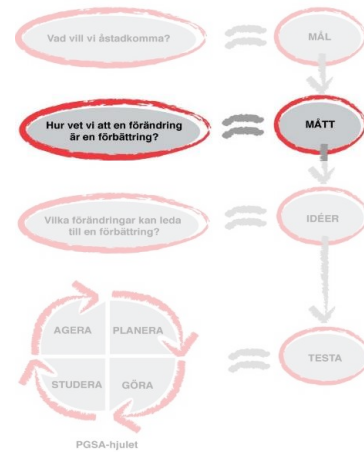 Vad vill vi åstadkomma?
MÅL
Hur vet vi att en förändring
är en förbättring?
MÅTT
Vilka förändringar kan leda
till en förbättring?
IDÉER
AGERA
PLANERA
STUDERA
GÖRA
TESTA
PGSA-hjulet